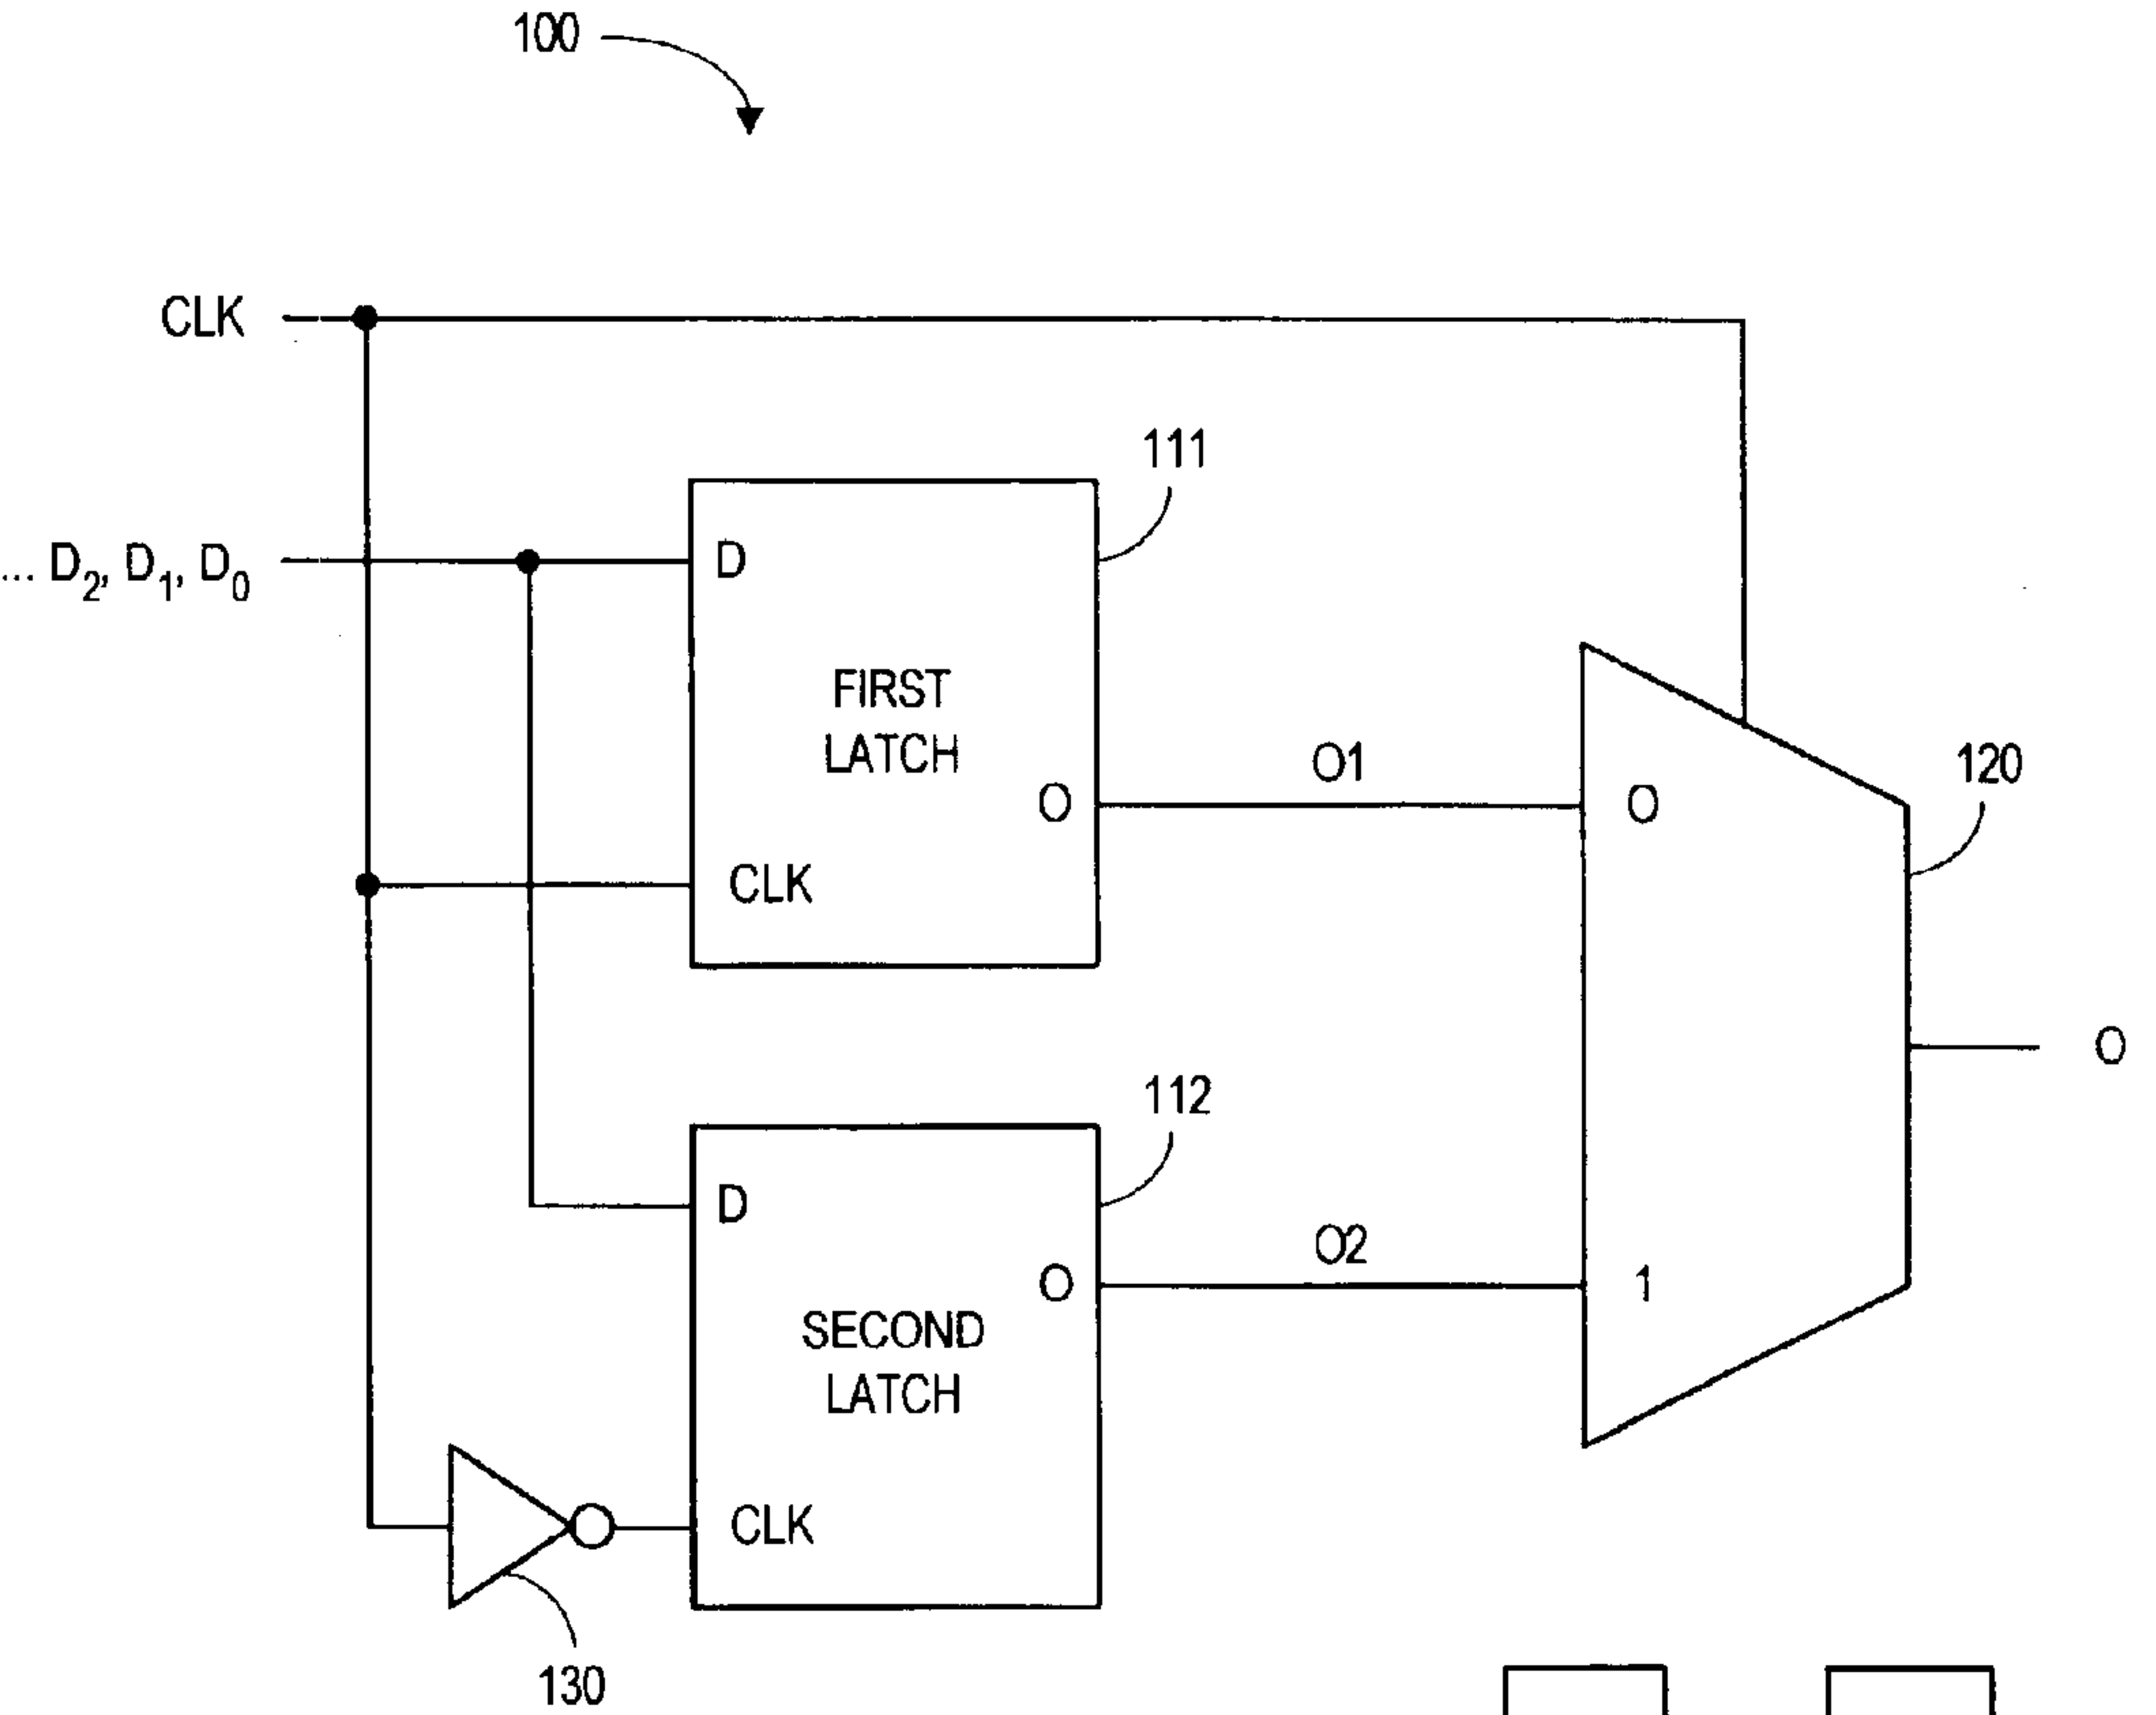 100
CLK
111
... D2, D1, D0
D
FIRST
LATCH
O1
120
O
O
CLK
O
112
D
O2
O
1
SECOND
LATCH
CLK
130